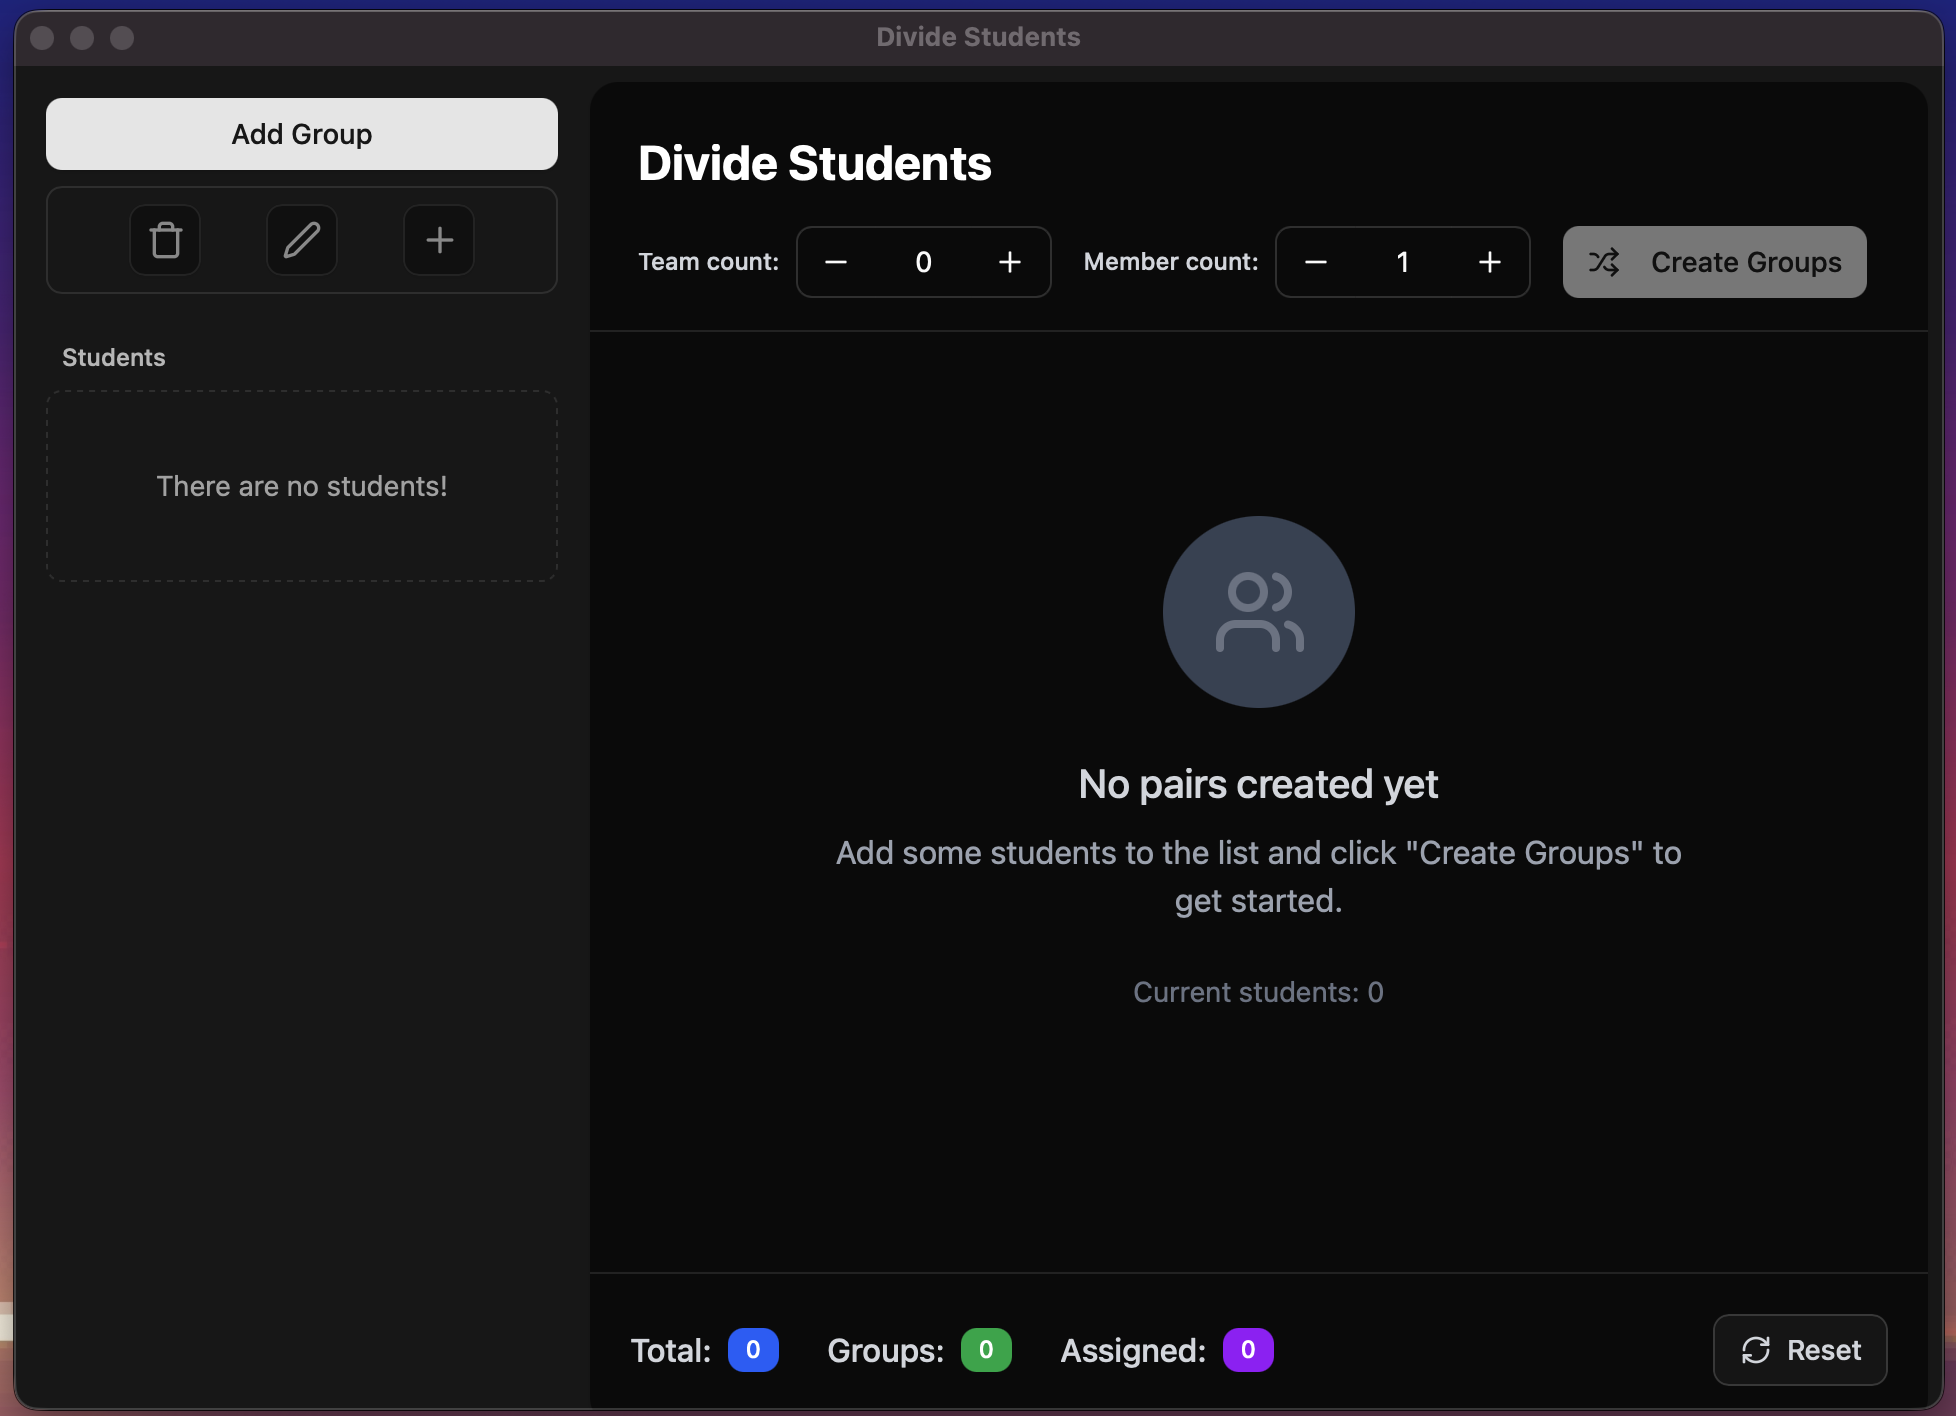 Divide Students
Add Group
Students
There are no students!
Divide Students
Team count: 0 Member count: 1 Create Groups
No pairs created yet
Add some students to the list and click "Create Groups" to
get started.
Current students: 0
Total: 0 Groups: 0 Assigned: 0 Reset